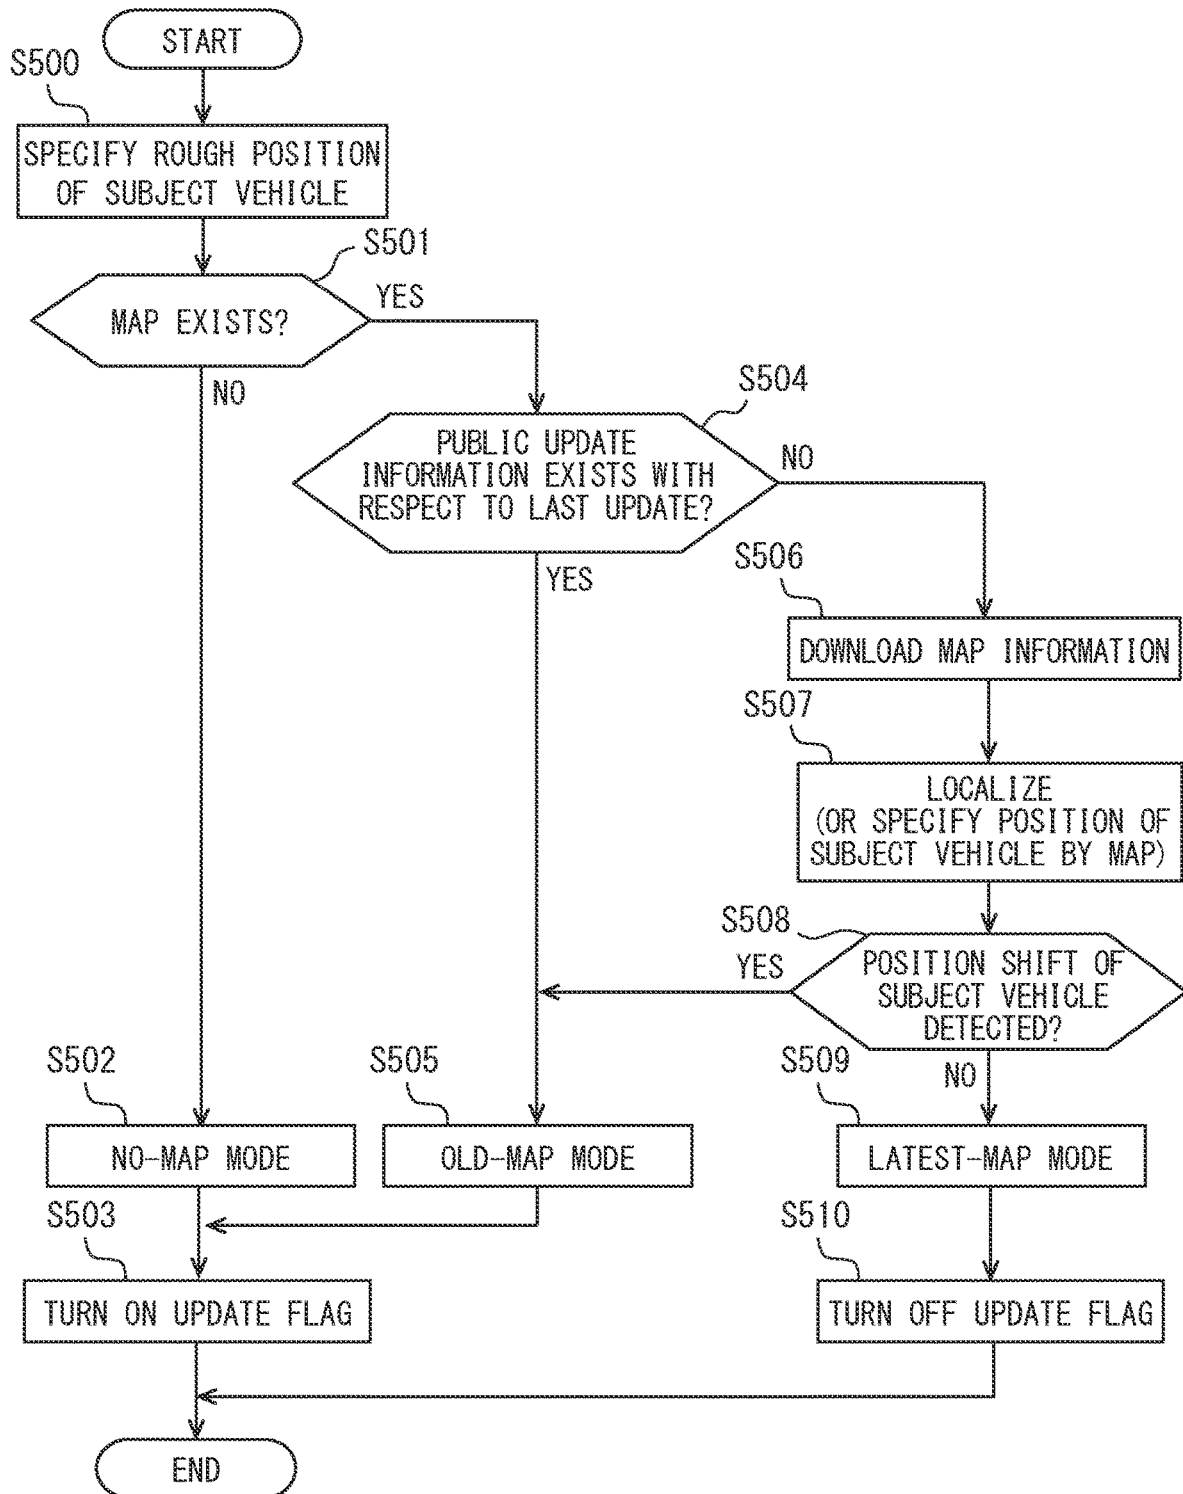 START
S500
SPECIFY ROUGH POSITION
OF SUBJECT VEHICLE
S501
MAP EXISTS?
YES
NO
S504
PUBLIC UPDATE
INFORMATION EXISTS WITH
RESPECT TO LAST UPDATE?
NO
YES
S506
DOWNLOAD MAP INFORMATION
S507
LOCALIZE
(OR SPECIFY POSITION OF
SUBJECT VEHICLE BY MAP)
S508
YES
POSITION SHIFT OF
SUBJECT VEHICLE
DETECTED?
NO
S502
NO-MAP MODE
S505
OLD-MAP MODE
S509
LATEST-MAP MODE
S503
TURN ON UPDATE FLAG
S510
TURN OFF UPDATE FLAG
END